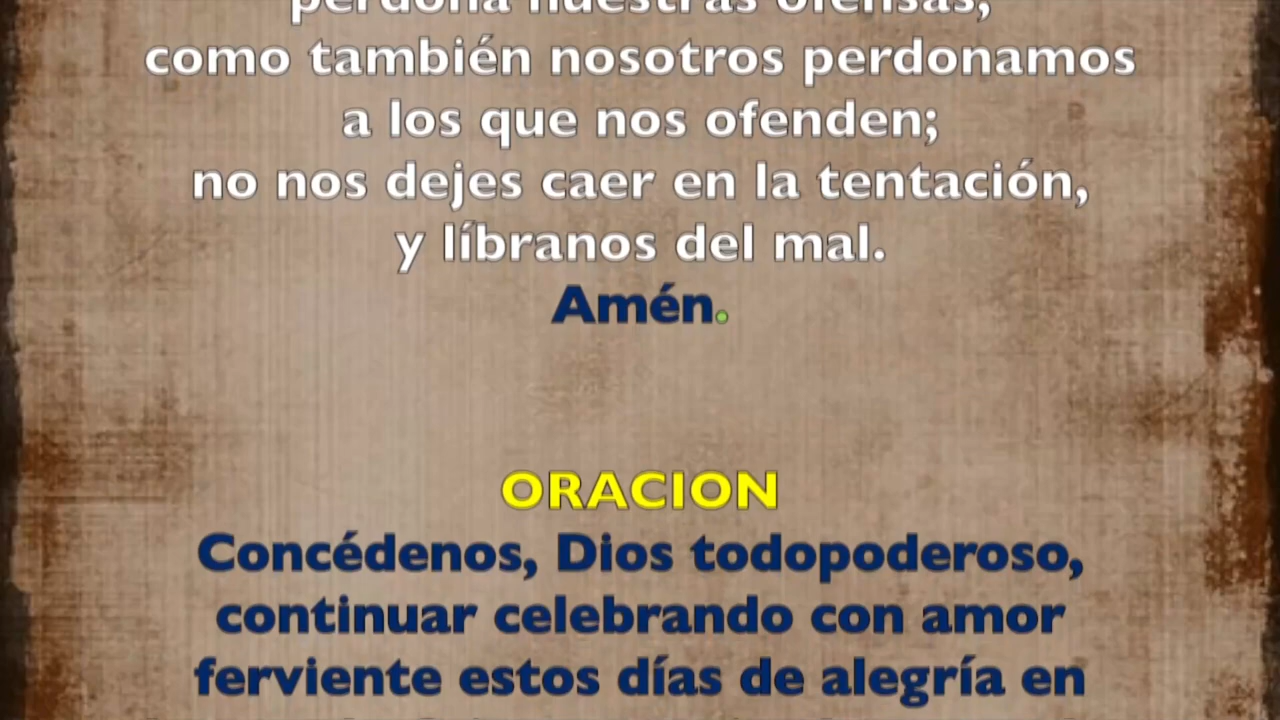 perdona nuestras ofensas,
como también nosotros perdonamos
a los que nos ofenden;
no nos dejes caer en la tentación,
y líbranos del mal.
Amén.
ORACION
Concédenos, Dios todopoderoso,
continuar celebrando con amor
ferviente estos días de alegría en